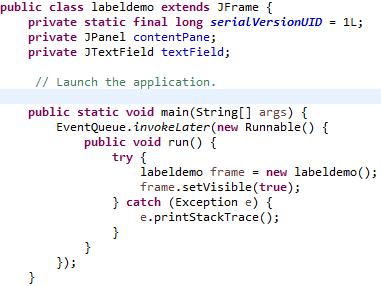 public class labeldemo extends JFrame {
    private static final long serialVersionUID = 1L;
    private JPanel contentPane;
    private JTextField textField;

     // Launch the application.

    public static void main(String[] args) {
        EventQueue.invokeLater(new Runnable() {
            public void run() {
                try {
                    labeldemo frame = new labeldemo();
                    frame.setVisible(true);
                } catch (Exception e) {
                    e.printStackTrace();
                }
            }
        });
    }